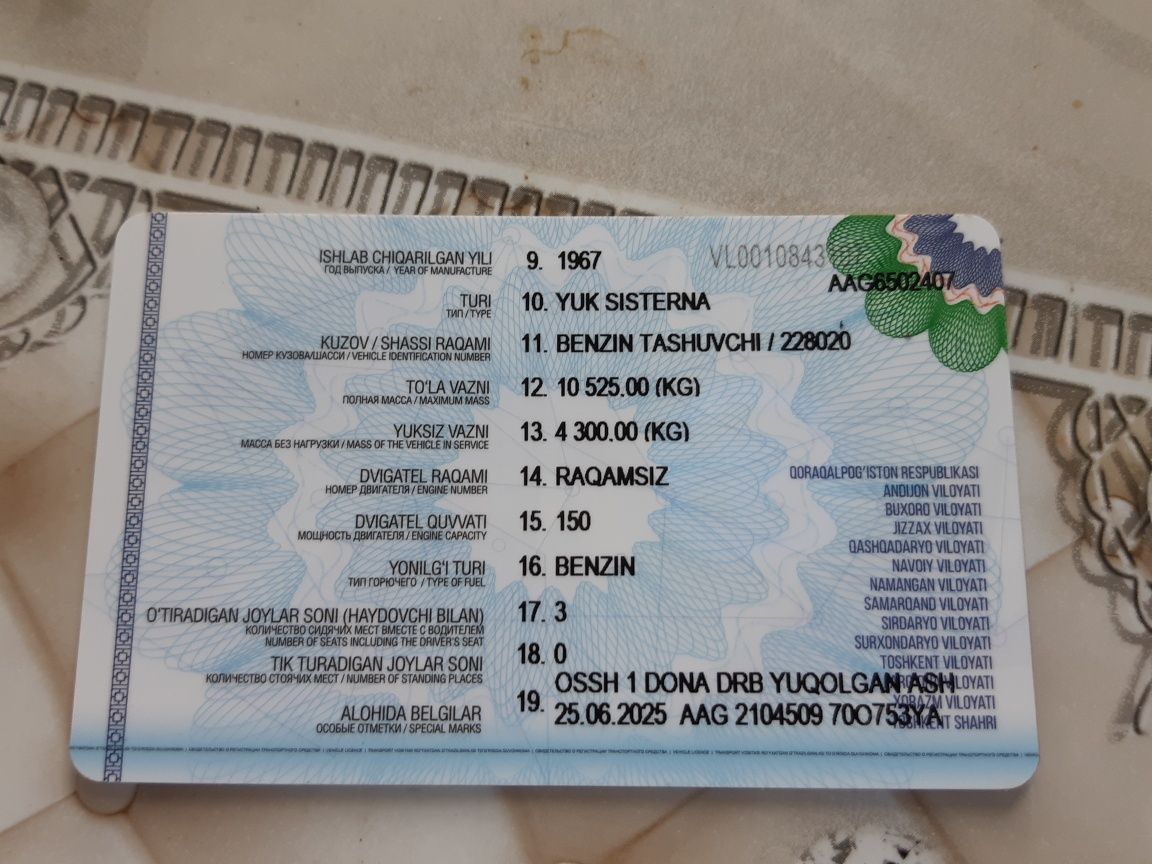 ISHLAB CHIQARILGAN YILI 9. 1967 VL0010843
ГОД ВЫПУСКА / YEAR OF MANUFACTURE
AAG6502407
TURI 10. YUK SISTERNA
ТИП / TYPE
KUZOV / SHASSI RAQAMI 11. BENZIN TASHUVCHI / 228020
НОМЕР КУЗОВА/ШАССИ / VEHICLE IDENTIFICATION NUMBER
TO'LA VAZNI 12. 10 525.00 (KG)
ПОЛНАЯ МАССА / MAXIMUM MASS
YUKSIZ VAZNI 13. 4 300.00 (KG)
МАССА БЕЗ НАГРУЗКИ / MASS OF THE VEHICLE IN SERVICE
DVIGATEL RAQAMI 14. RAQAMSIZ
НОМЕР ДВИГАТЕЛЯ / ENGINE NUMBER
DVIGATEL QUVVATI 15. 150
МОЩНОСТЬ ДВИГАТЕЛЯ / ENGINE CAPACITY
YONILG'I TURI 16. BENZIN
ТИП ГОРЮЧЕГО / TYPE OF FUEL
O'TIRADIGAN JOYLAR SONI (HAYDOVCHI BILAN) 17. 3
КОЛИЧЕСТВО СИДЯЧИХ МЕСТ ВМЕСТЕ С ВОДИТЕЛЕМ
NUMBER OF SEATS INCLUDING THE DRIVER'S SEAT
TIK TURADIGAN JOYLAR SONI 18. 0
КОЛИЧЕСТВО СТОЯЧИХ МЕСТ / NUMBER OF STANDING PLACES
ALOHIDA BELGILAR 19. OSSH 1 DONA DRB YUQOLGAN ASH
ОСОБЫЕ ОТМЕТКИ / SPECIAL MARKS
25.06.2025 AAG 2104509 70O753YA
QORAQALPOG'ISTON RESPUBLIKASI
ANDIJON VILOYATI
BUXORO VILOYATI
JIZZAX VILOYATI
QASHQADARYO VILOYATI
NAVOIY VILOYATI
NAMANGAN VILOYATI
SAMARQAND VILOYATI
SIRDARYO VILOYATI
SURXONDARYO VILOYATI
TOSHKENT VILOYATI
VILOYATI
XORAZM VILOYATI
TOSHKENT SHAHRI